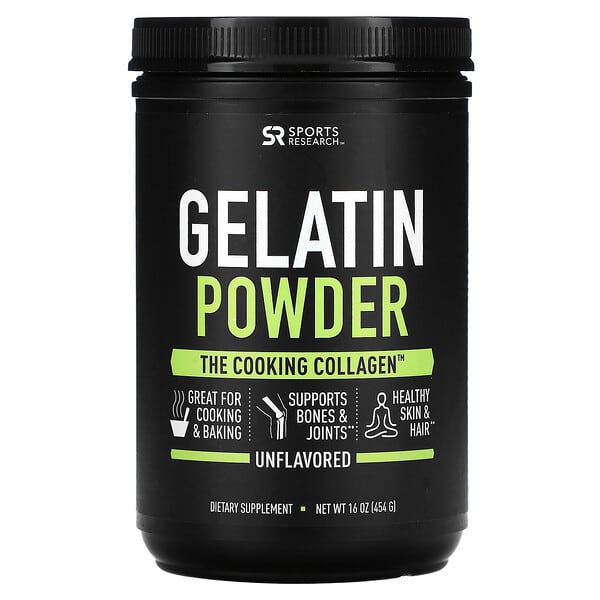 SR SPORTS
RESEARCH™
GELATIN
POWDER
THE COOKING COLLAGEN™
GREAT FOR
COOKING
& BAKING
SUPPORTS
BONES &
JOINTS**
HEALTHY
SKIN &
HAIR**
UNFLAVORED
DIETARY SUPPLEMENT ▪ NET WT 16 OZ (454 G)